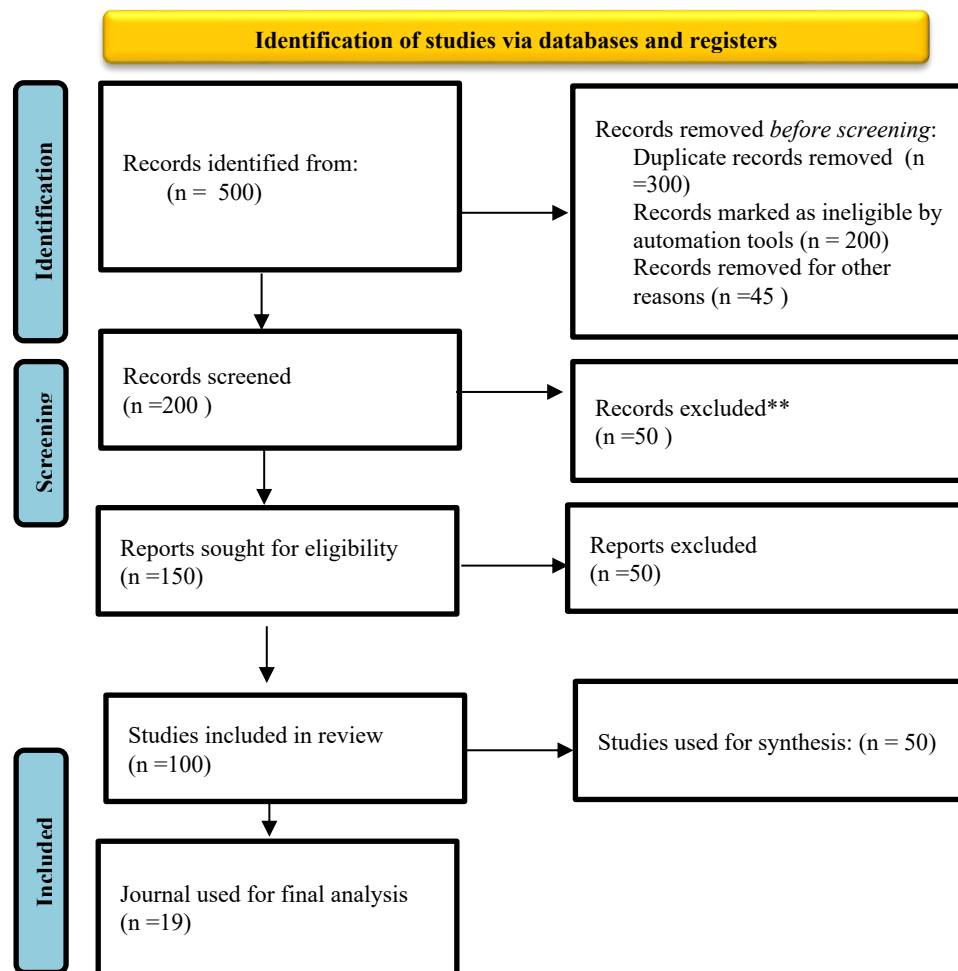 Identification of studies via databases and registers
Identification
Records identified from:
(n = 500)
Records removed before screening:
Duplicate records removed (n
=300)
Records marked as ineligible by
automation tools (n = 200)
Records removed for other
reasons (n =45 )
Screening
Records screened
(n =200 )
Records excluded**
(n =50 )
Reports sought for eligibility
(n =150)
Reports excluded
(n =50)
Included
Studies included in review
(n =100)
Studies used for synthesis: (n = 50)
Journal used for final analysis
(n =19)